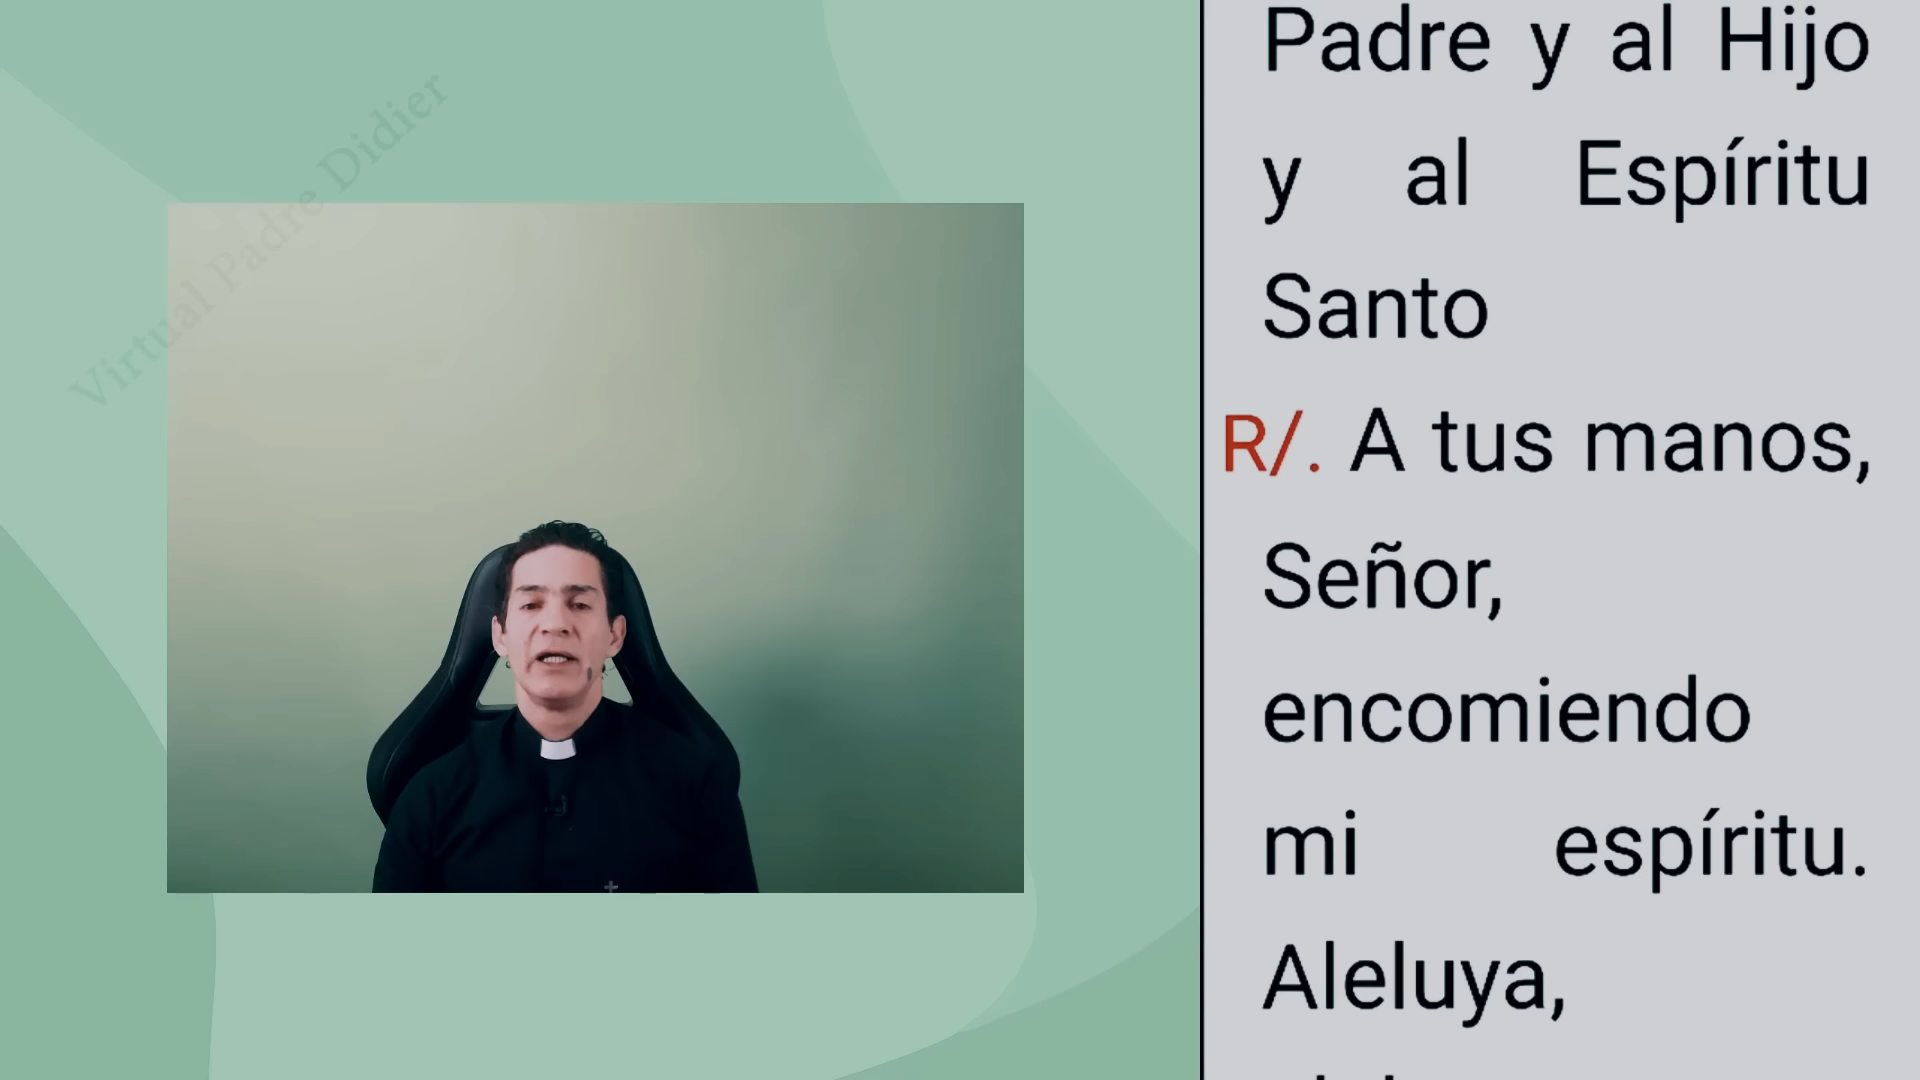 Virtual Padre Didier
Padre y al Hijo
y al Espíritu
Santo
R/. A tus manos,
Señor,
encomiendo
mi espíritu.
Aleluya,